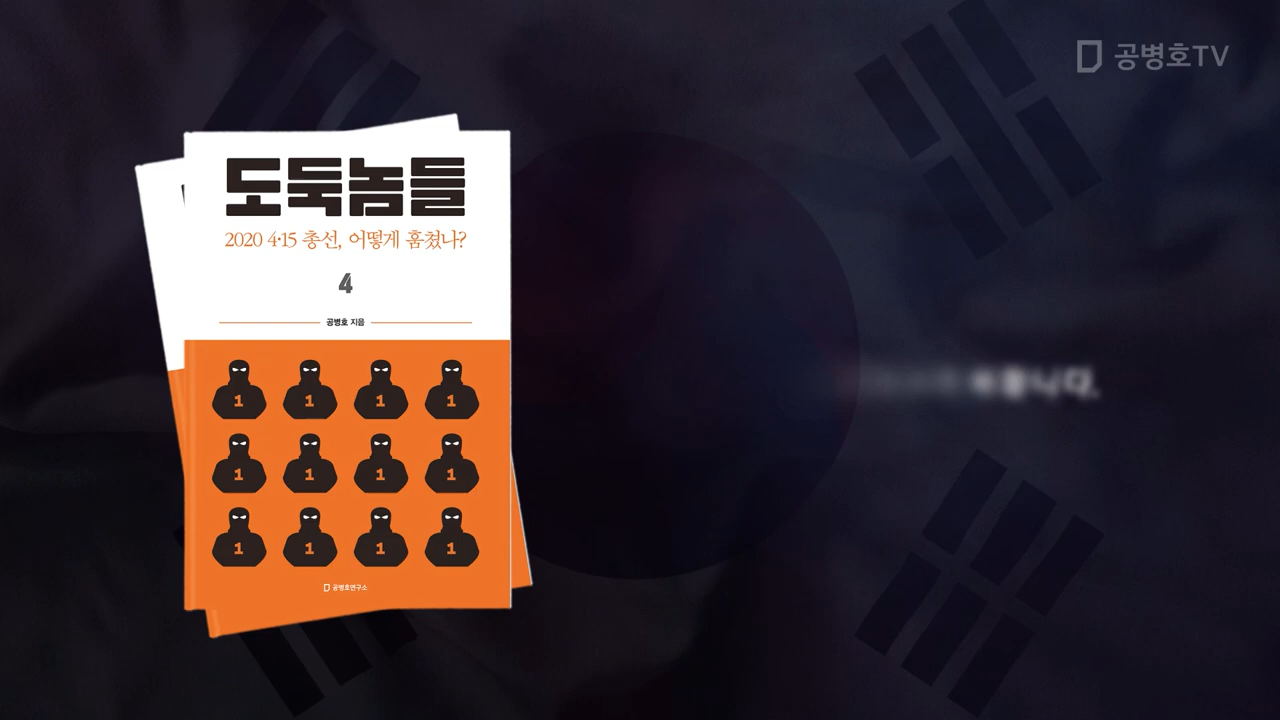 공병호TV
도둑놈들
2020 4·15 총선, 어떻게 훔쳤나?
4
공병호 지음
1 1 1 1
1 1 1 1
1 1 1 1
공병호연구소